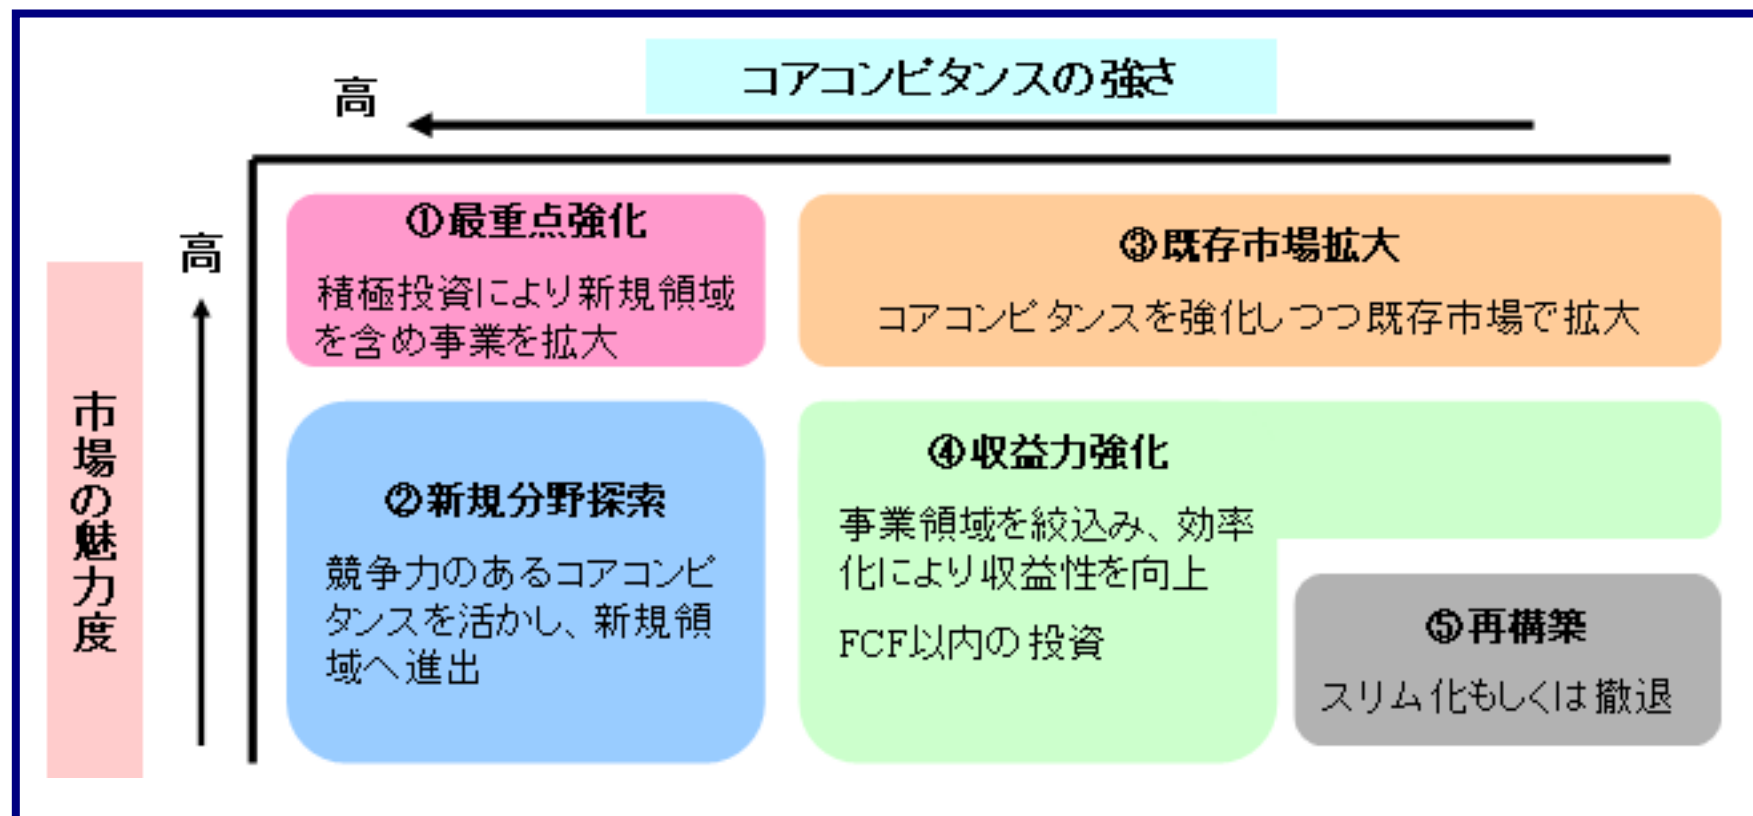 コアコンピタンスの強さ
高
①最重点強化
積極投資により新規領域
を含め事業を拡大
③既存市場拡大
コアコンピタンスを強化しつつ既存市場で拡大
高
市場の魅力度
②新規分野探索
競争力のあるコアコンピ
タンスを活かし、新規領
域へ進出
④収益力強化
事業領域を絞込み、効率
化により収益性を向上
FCF以内の投資
⑤再構築
スリム化もしくは撤退